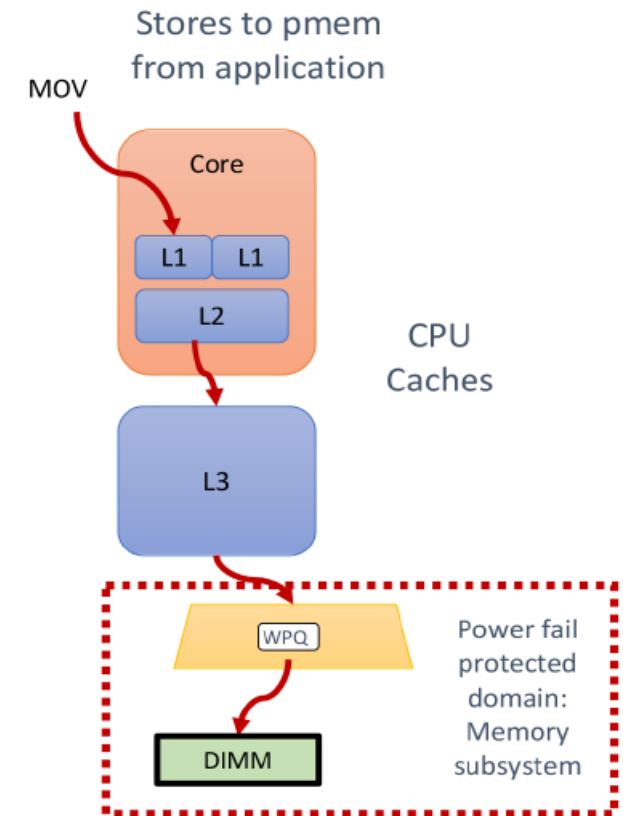 Stores to pmem
from application
MOV
Core
L1
L1
L2
CPU
Caches
L3
WPQ
Power fail
protected
domain:
Memory
subsystem
DIMM